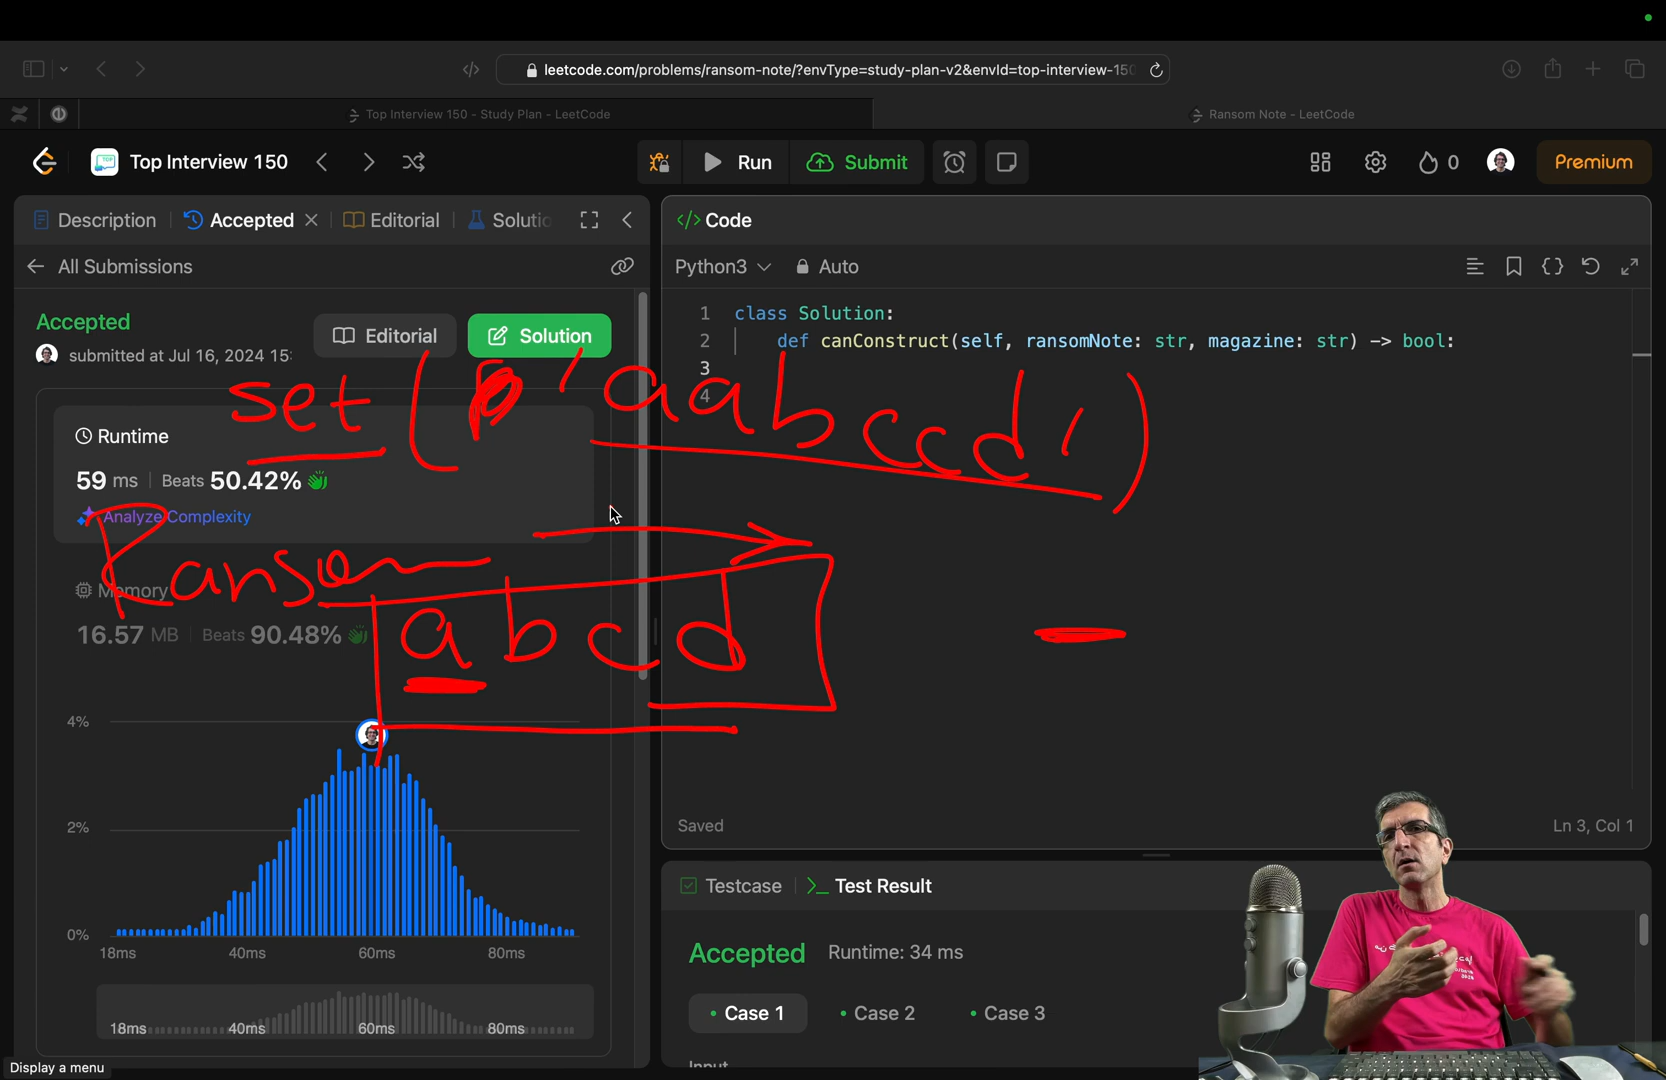 leetcode.com/problems/ransom-note/?envType=study-plan-v2&envId=top-interview-150
Top Interview 150 - Study Plan - LeetCode
Ransom Note - LeetCode
Top Interview 150
Run
Submit
0
Premium
Description
Accepted
Editorial
Solutio
All Submissions
Accepted
submitted at Jul 16, 2024 15:
Editorial
Solution
Runtime
59 ms | Beats 50.42%
Analyze Complexity
Memory
16.57 MB | Beats 90.48%
4%
2%
0%
18ms 40ms 60ms 80ms
18ms 40ms 60ms 80ms
Display a menu
set ( 'aabcccd' )
Ransom
abcd
</> Code
Python3
Auto
1 class Solution:
2 def canConstruct(self, ransomNote: str, magazine: str) -> bool:
3
4
Saved
Ln 3, Col 1
Testcase
Test Result
Accepted Runtime: 34 ms
• Case 1 • Case 2 • Case 3
Input